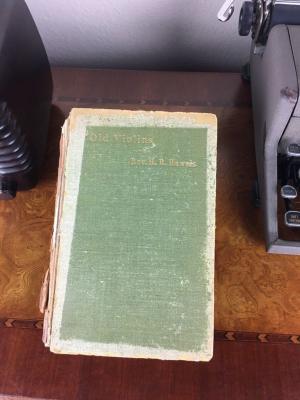 Old Violins
Rev. H. R. Haweis